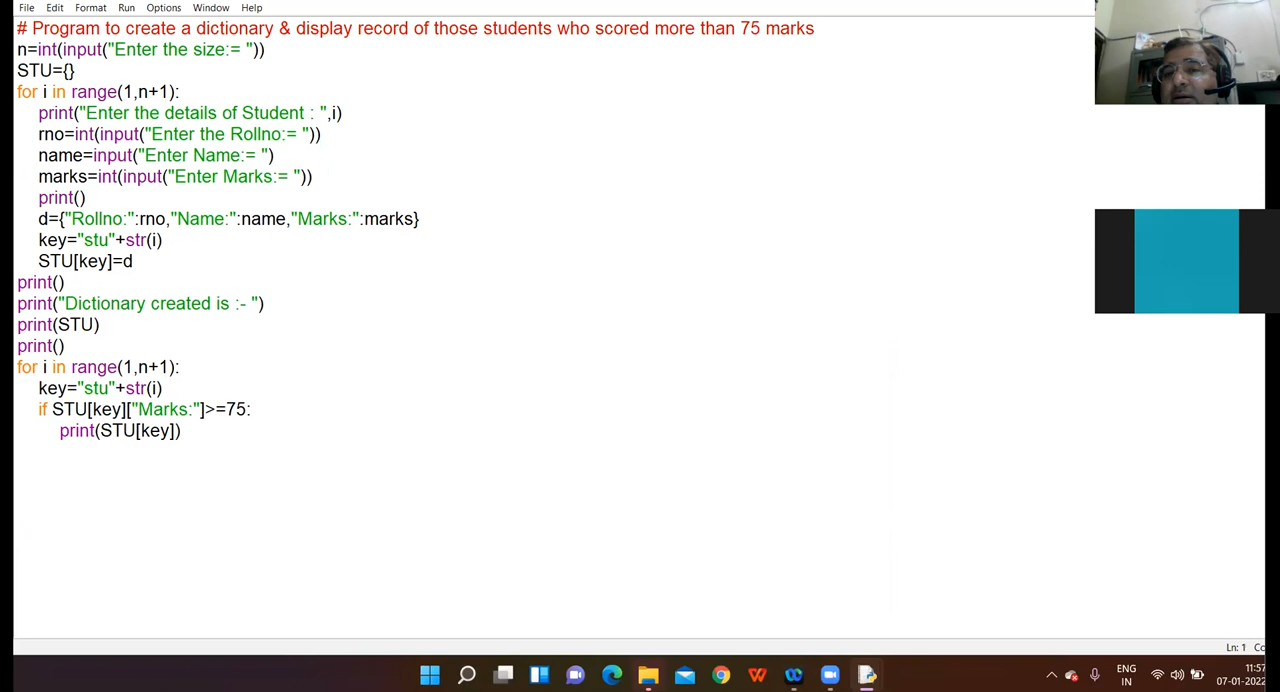 File Edit Format Run Options Window Help
# Program to create a dictionary & display record of those students who scored more than 75 marks
n=int(input("Enter the size:= "))
STU={}
for i in range(1,n+1):
    print("Enter the details of Student : ",i)
    rno=int(input("Enter the Rollno:= "))
    name=input("Enter Name:= ")
    marks=int(input("Enter Marks:= "))
    print()
    d={"Rollno:":rno,"Name:":name,"Marks:":marks}
    key="stu"+str(i)
    STU[key]=d
print()
print("Dictionary created is :- ")
print(STU)
print()
for i in range(1,n+1):
    key="stu"+str(i)
    if STU[key]["Marks:"]>=75:
        print(STU[key])
Ln: 1 Co
ENG
IN
11:57
07-01-2022